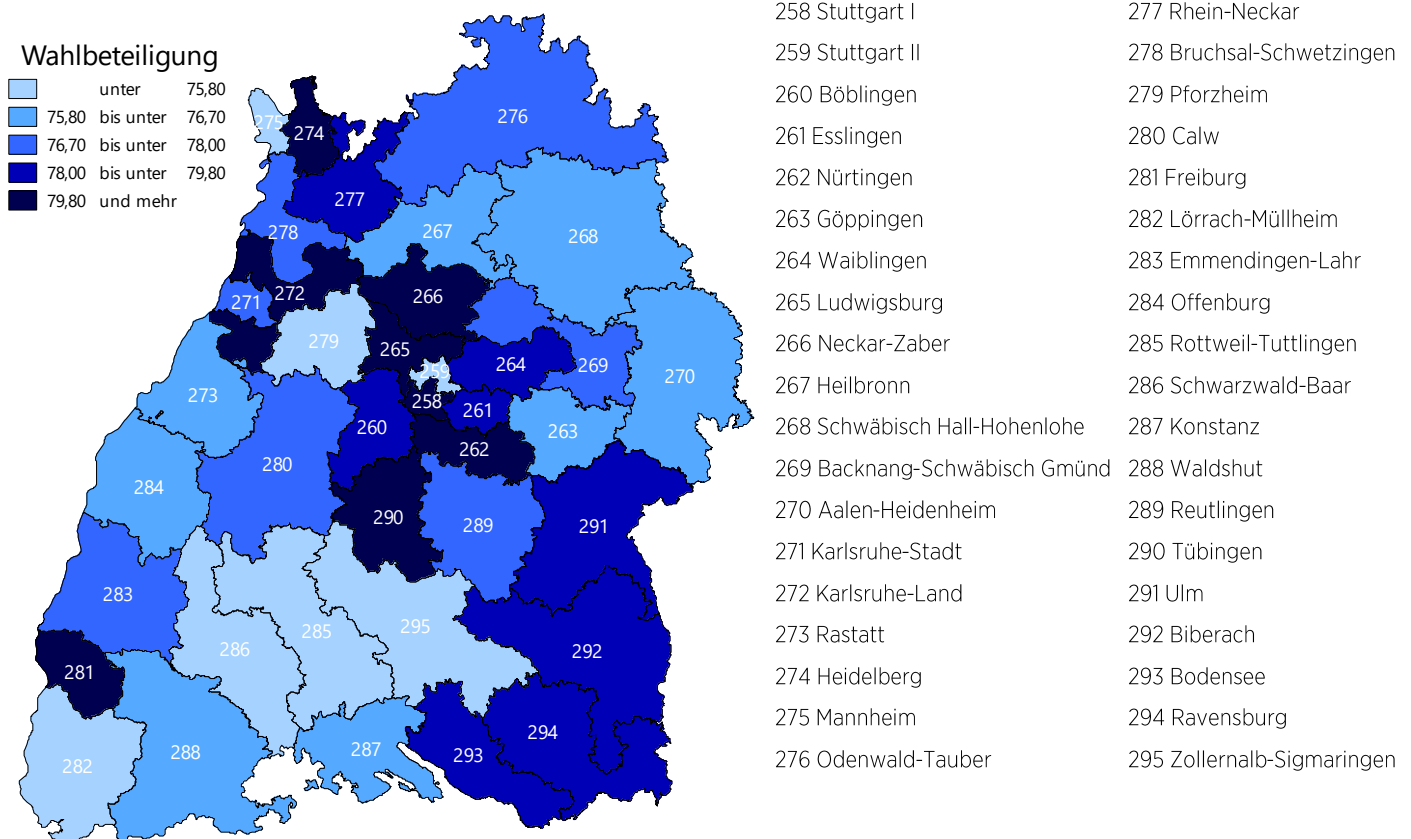 Wahlbeteiligung
unter 75,80
75,80 bis unter 76,70
76,70 bis unter 78,00
78,00 bis unter 79,80
79,80 und mehr
275
274
276
277
278
267
268
271
272
266
279
265
264
269
259
270
273
258
261
260
263
262
280
284
290
289
291
283
295
285
286
292
281
294
287
288
293
282
258 Stuttgart I
259 Stuttgart II
260 Böblingen
261 Esslingen
262 Nürtingen
263 Göppingen
264 Waiblingen
265 Ludwigsburg
266 Neckar-Zaber
267 Heilbronn
268 Schwäbisch Hall-Hohenlohe
269 Backnang-Schwäbisch Gmünd
270 Aalen-Heidenheim
271 Karlsruhe-Stadt
272 Karlsruhe-Land
273 Rastatt
274 Heidelberg
275 Mannheim
276 Odenwald-Tauber
277 Rhein-Neckar
278 Bruchsal-Schwetzingen
279 Pforzheim
280 Calw
281 Freiburg
282 Lörrach-Müllheim
283 Emmendingen-Lahr
284 Offenburg
285 Rottweil-Tuttlingen
286 Schwarzwald-Baar
287 Konstanz
288 Waldshut
289 Reutlingen
290 Tübingen
291 Ulm
292 Biberach
293 Bodensee
294 Ravensburg
295 Zollernalb-Sigmaringen